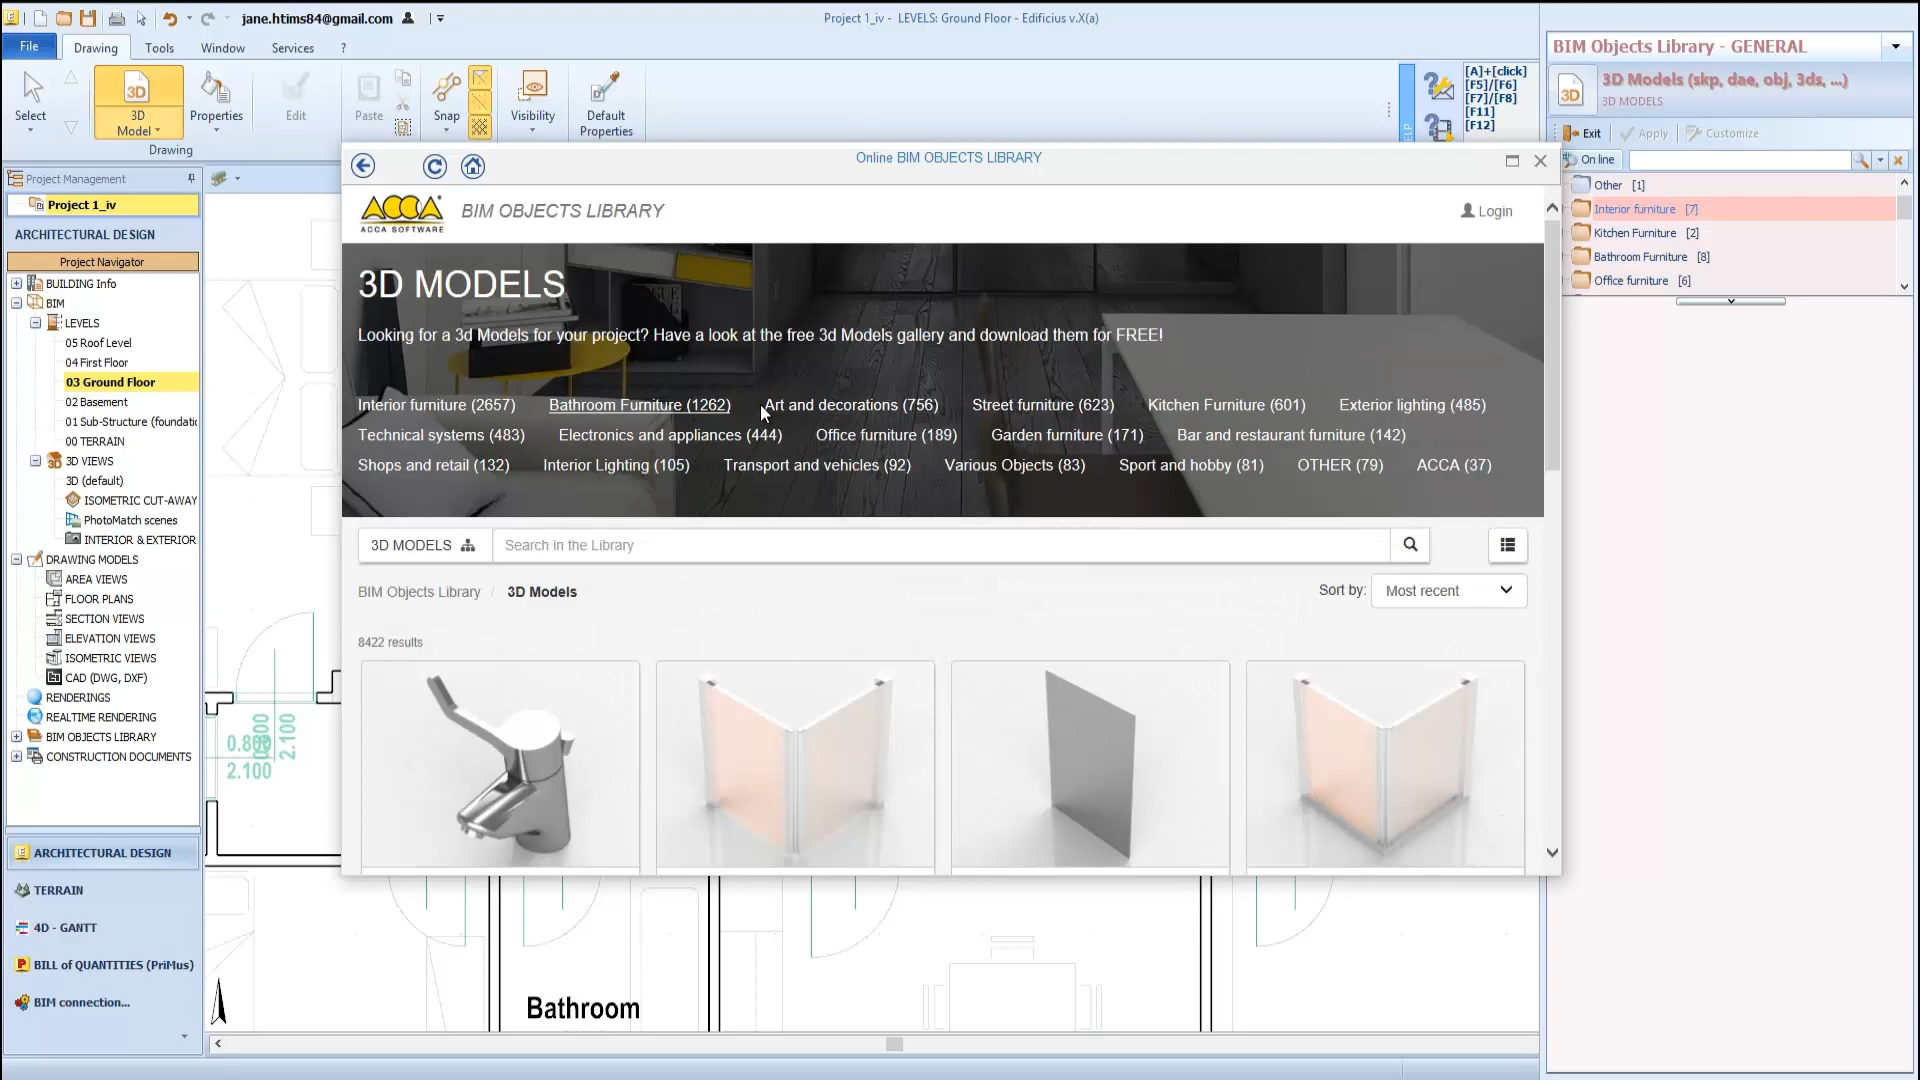 jane.htims84@gmail.com
Project 1_iv - LEVELS: Ground Floor - Edificius v.X(a)
File Drawing Tools Window Services ?
Select
3D
3D Model
Properties
Edit
Paste
Snap
Visibility
Default Properties
Drawing
[A]+[click]
[F5]/[F6]
[F7]/[F8]
[F11]
[F12]
BIM Objects Library - GENERAL
3D
3D Models (skp, dae, obj, 3ds, ...)
3D MODELS
Exit Apply Customize
On line
Other [1]
Interior furniture [7]
Kitchen Furniture [2]
Bathroom Furniture [8]
Office furniture [6]
Project Management
Project 1_iv
ARCHITECTURAL DESIGN
Project Navigator
BUILDING Info
BIM
LEVELS
05 Roof Level
04 First Floor
03 Ground Floor
02 Basement
01 Sub-Structure (foundatio
00 TERRAIN
3D VIEWS
3D (default)
ISOMETRIC CUT-AWAY
PhotoMatch scenes
INTERIOR & EXTERIOR
DRAWING MODELS
AREA VIEWS
FLOOR PLANS
SECTION VIEWS
ELEVATION VIEWS
ISOMETRIC VIEWS
CAD (DWG, DXF)
RENDERINGS
REALTIME RENDERING
BIM OBJECTS LIBRARY
CONSTRUCTION DOCUMENTS
ARCHITECTURAL DESIGN
TERRAIN
4D - GANTT
BILL of QUANTITIES (PriMus)
BIM connection...
Online BIM OBJECTS LIBRARY
ACCA
ACCA SOFTWARE
BIM OBJECTS LIBRARY
Login
3D MODELS
Looking for a 3d Models for your project? Have a look at the free 3d Models gallery and download them for FREE!
Interior furniture (2657) Bathroom Furniture (1262) Art and decorations (756) Street furniture (623) Kitchen Furniture (601) Exterior lighting (485)
Technical systems (483) Electronics and appliances (444) Office furniture (189) Garden furniture (171) Bar and restaurant furniture (142)
Shops and retail (132) Interior Lighting (105) Transport and vehicles (92) Various Objects (83) Sport and hobby (81) OTHER (79) ACCA (37)
3D MODELS Search in the Library
BIM Objects Library / 3D Models
Sort by: Most recent
8422 results
2.100
2.100
Bathroom